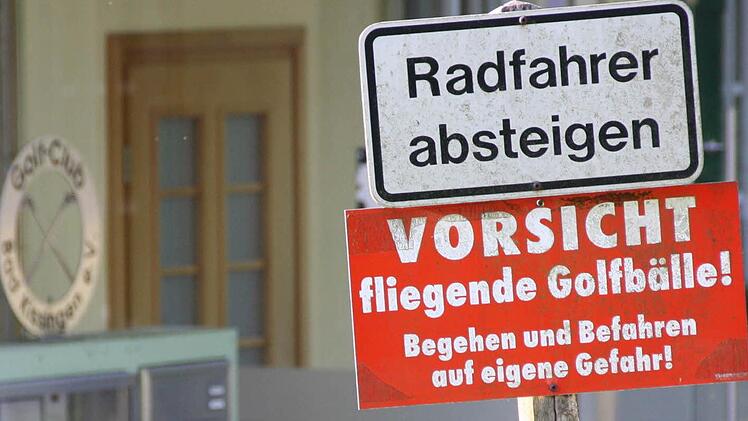 Radfahrer
absteigen
VORSICHT
fliegende Golfbälle!
Begehen und Befahren
auf eigene Gefahr!
Golf-Club
Bad Kissingen e.V.